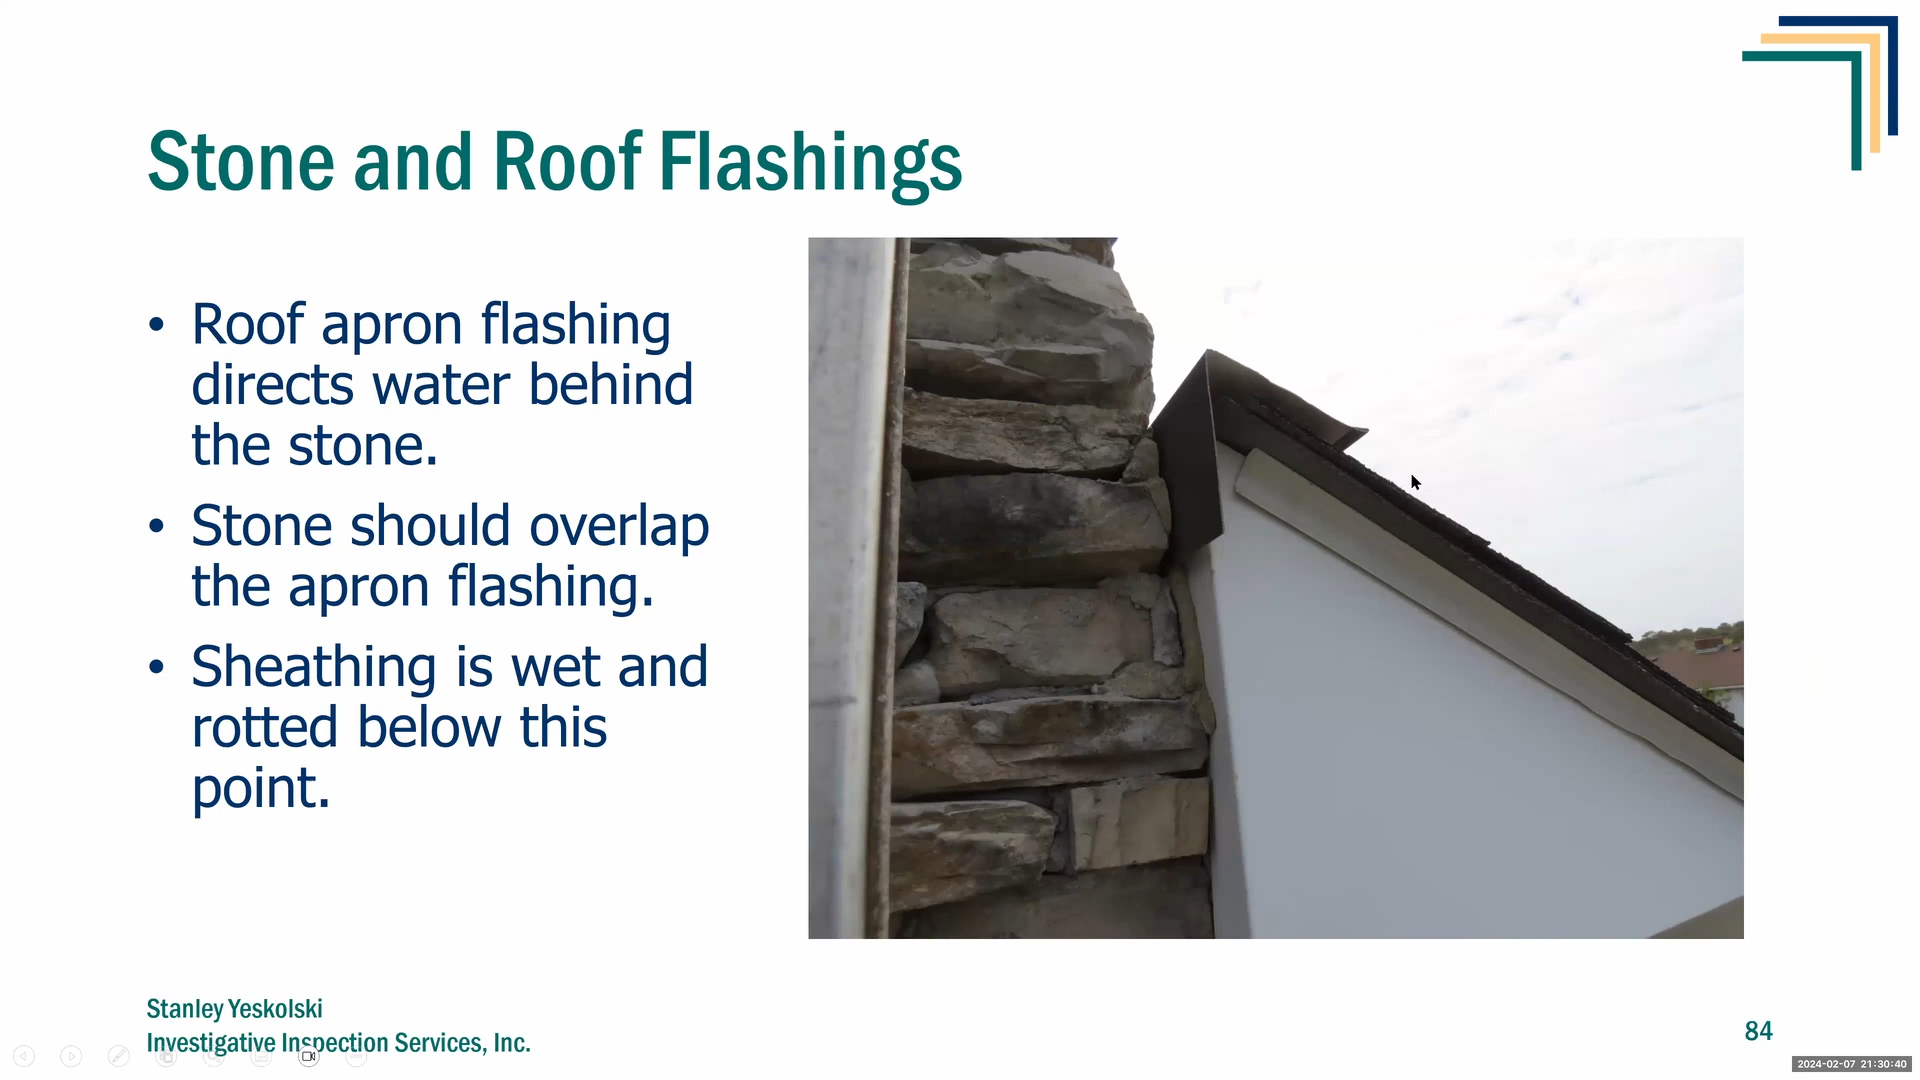 Stone and Roof Flashings
• Roof apron flashing
directs water behind
the stone.
• Stone should overlap
the apron flashing.
• Sheathing is wet and
rotted below this
point.
Stanley Yeskolski
Investigative Inspection Services, Inc.
84
2024-02-07 21:30:40